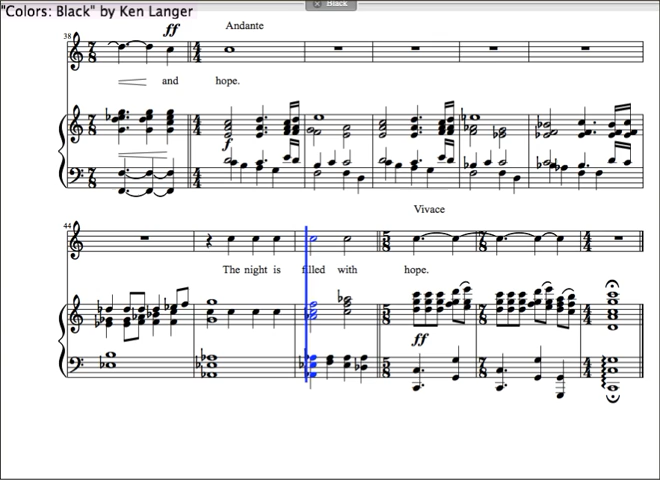 Black
"Colors: Black" by Ken Langer
38
ff
Andante
and hope.
f
44
Vivace
The night is filled with hope.
ff